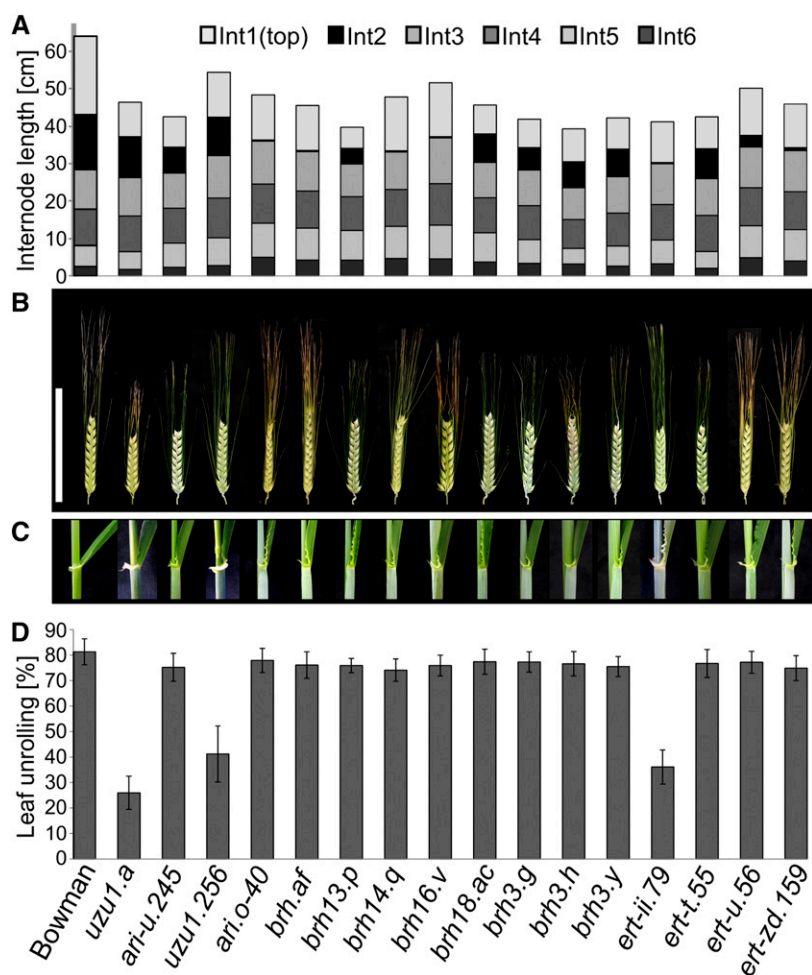 A
Int1(top) Int2 Int3 Int4 Int5 Int6
Internode length [cm]
60
50
40
30
20
10
0
B
C
D
Leaf unrolling [%]
90
80
70
60
50
40
30
20
10
0
Bowman
uzu1.a
ari-u.245
uzu1.256
ari.o-40
brh.af
brh13.p
brh14.q
brh16.v
brh18.ac
brh3.g
brh3.h
brh3.y
ert-ii.79
ert-t.55
ert-u.56
ert-zd.159